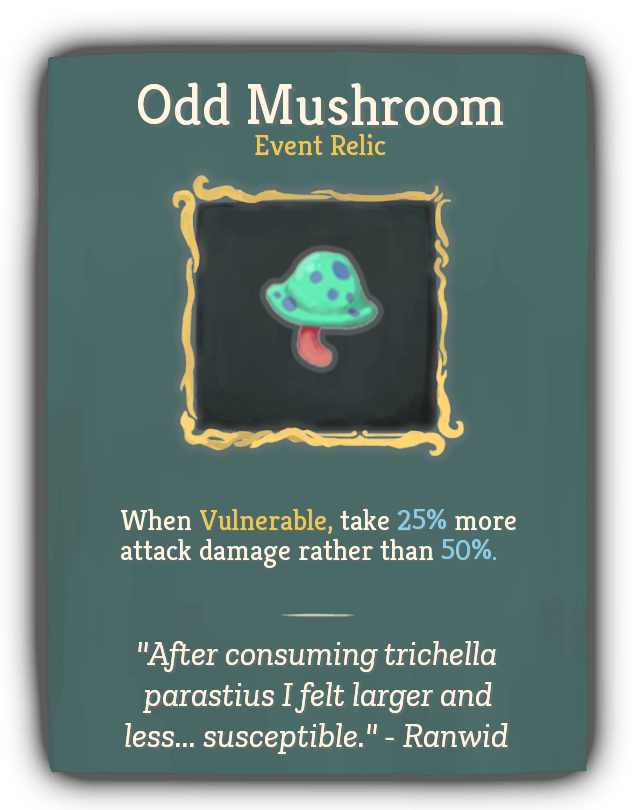 Odd Mushroom
Event Relic
When Vulnerable, take 25% more
attack damage rather than 50%.
"After consuming trichella
parastius I felt larger and
less... susceptible." - Ranwid